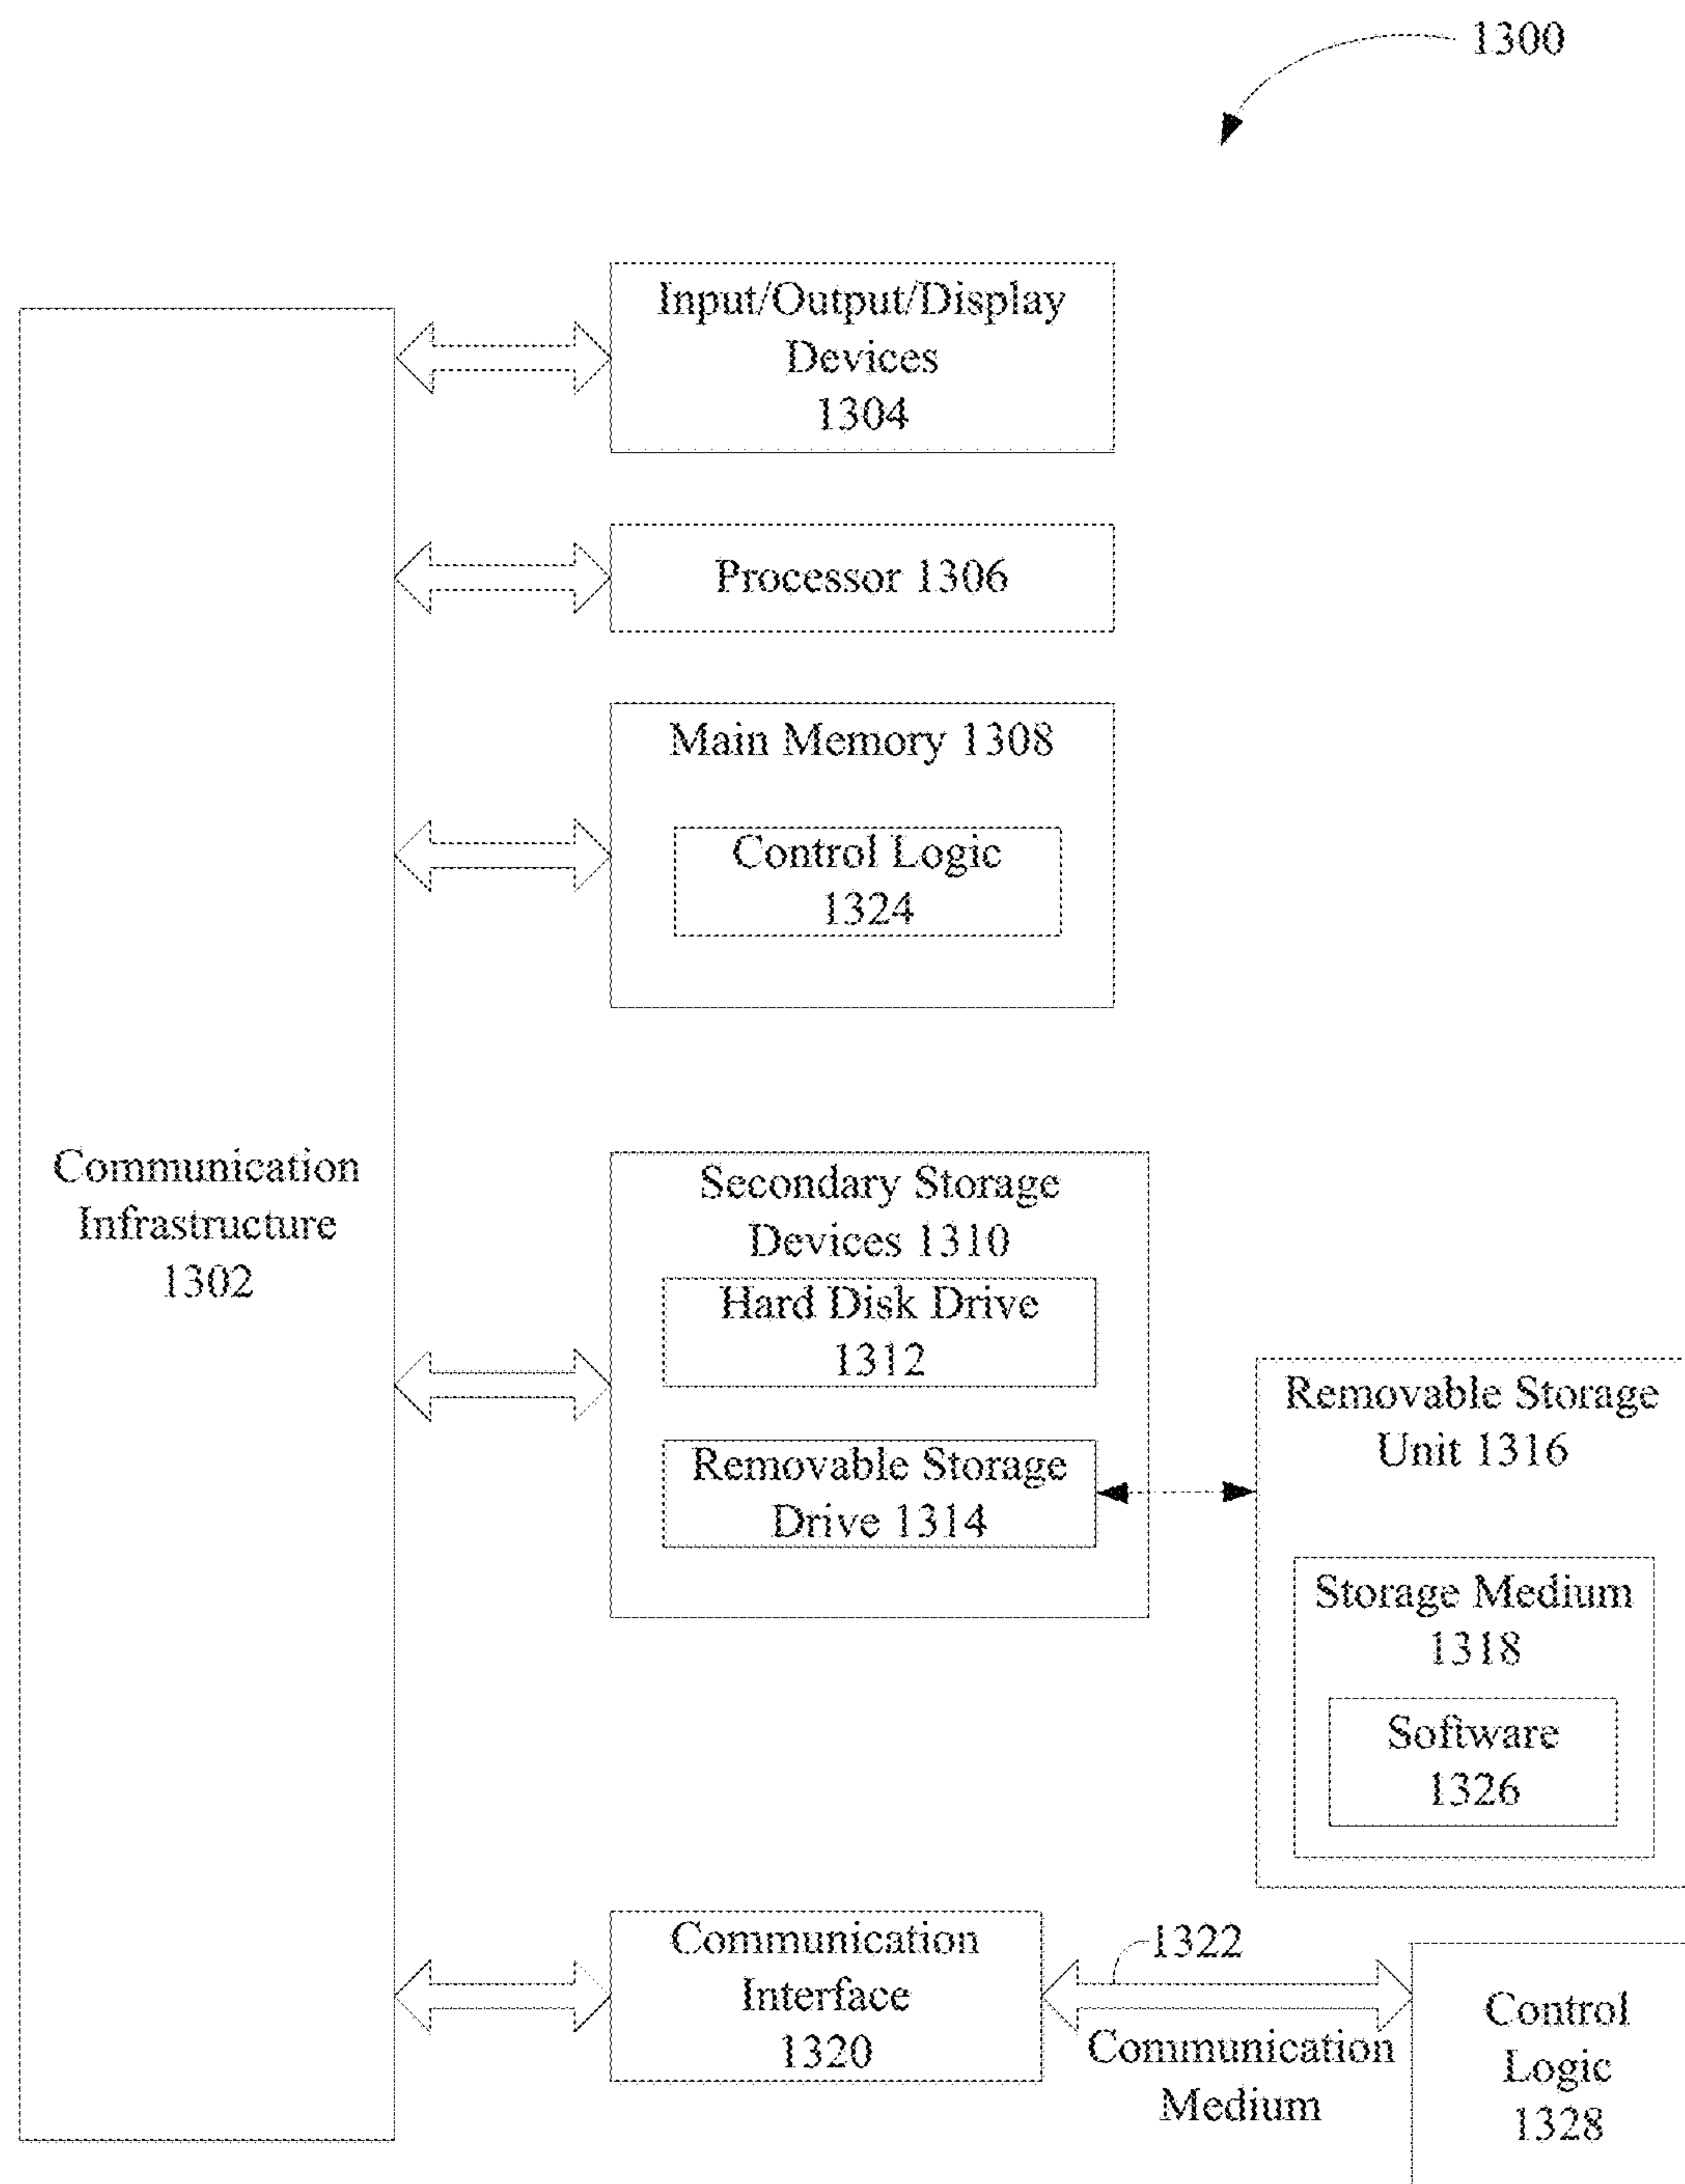 1300
Input/Output/Display
Devices
1304
Processor 1306
Main Memory 1308
Control Logic
1324
Communication
Infrastructure
1302
Secondary Storage
Devices 1310
Hard Disk Drive
1312
Removable Storage
Drive 1314
Removable Storage
Unit 1316
Storage Medium
1318
Software
1326
Communication
Interface
1320
1322
Communication
Medium
Control
Logic
1328